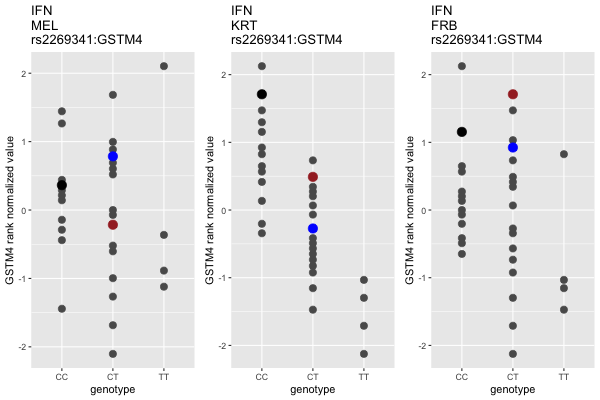 IFN
MEL
rs2269341:GSTM4
GSTM4 rank normalized value
2
1
0
-1
-2
CC
CT
TT
genotype
IFN
KRT
rs2269341:GSTM4
GSTM4 rank normalized value
2
1
0
-1
-2
CC
CT
TT
genotype
IFN
FRB
rs2269341:GSTM4
GSTM4 rank normalized value
2
1
0
-1
-2
CC
CT
TT
genotype